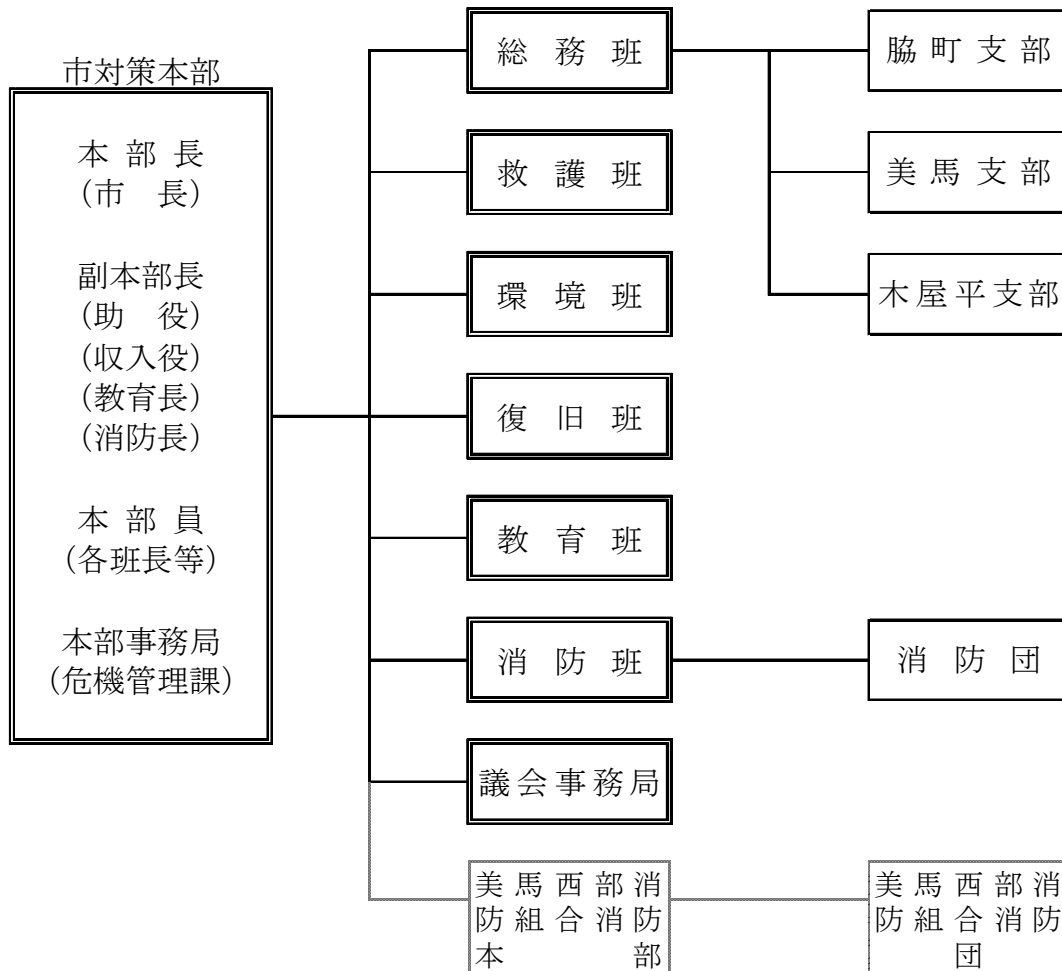 市対策本部
本部長
（市　長）
副本部長
（助　役）
（収入役）
（教育長）
（消防長）
本部員
（各班長等）
本部事務局
（危機管理課）
総務班
救護班
環境班
復旧班
教育班
消防班
議会事務局
美馬西部消
防組合消防
本部
脇町支部
美馬支部
木屋平支部
消防団
美馬西部消
防組合消防
団